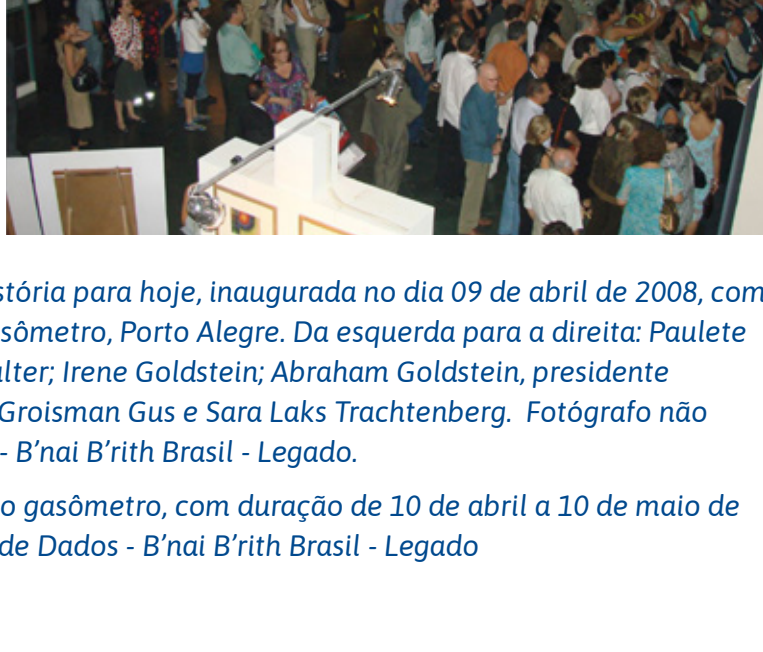 stória para hoje, inaugurada no dia 09 de abril de 2008, com
sômetro, Porto Alegre. Da esquerda para a direita: Paulete
lter; Irene Goldstein; Abraham Goldstein, presidente
Groisman Gus e Sara Laks Trachtenberg. Fotógrafo não
- B’nai B’rith Brasil - Legado.
o gasômetro, com duração de 10 de abril a 10 de maio de
de Dados - B’nai B’rith Brasil - Legado